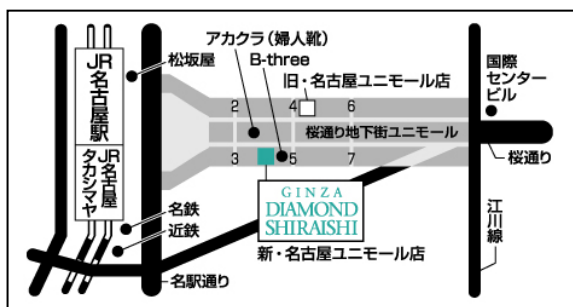 アカクラ（婦人靴）
B-three
松坂屋
旧・名古屋ユニモール店
国際
センター
ビル
JR名古屋駅
2
4
6
桜通り地下街ユニモール
桜通り
3
5
7
JR名古屋
タカシマヤ
GINZA
DIAMOND
SHIRAISHI
新・名古屋ユニモール店
名鉄
近鉄
名駅通り
江川線